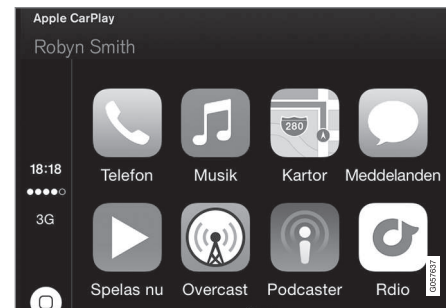 Apple CarPlay
Robyn Smith
280
18:18
Telefon Musik Kartor Meddelanden
3G
Spelas nu Overcast Podcaster Rdio
G057637